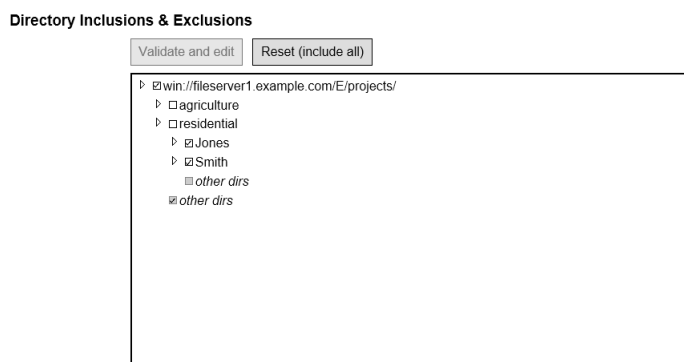 Directory Inclusions & Exclusions
Validate and edit Reset (include all)
win://fileserver1.example.com/E/projects/
agriculture
residential
Jones
Smith
other dirs
other dirs